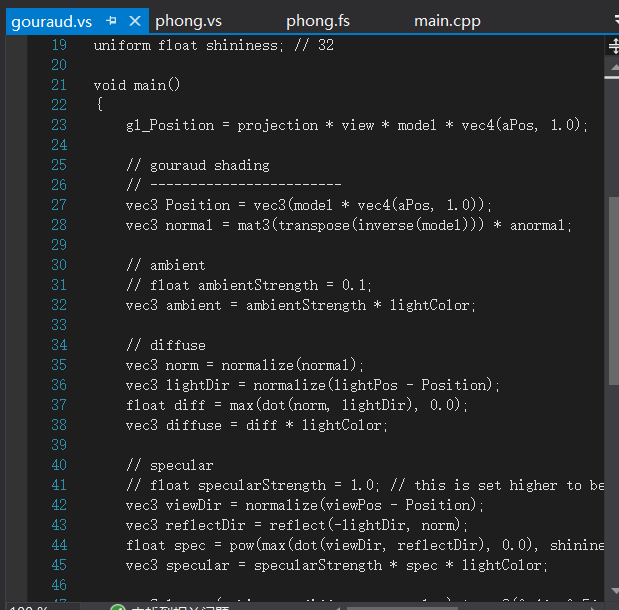 gouraud.vs phong.vs phong.fs main.cpp
19 uniform float shininess; // 32
20
21 void main()
22 {
23 gl_Position = projection * view * model * vec4(aPos, 1.0);
24
25 // gouraud shading
26 // ------------------------
27 vec3 Position = vec3(model * vec4(aPos, 1.0));
28 vec3 normal = mat3(transpose(inverse(model))) * anormal;
29
30 // ambient
31 // float ambientStrength = 0.1;
32 vec3 ambient = ambientStrength * lightColor;
33
34 // diffuse
35 vec3 norm = normalize(normal);
36 vec3 lightDir = normalize(lightPos - Position);
37 float diff = max(dot(norm, lightDir), 0.0);
38 vec3 diffuse = diff * lightColor;
39
40 // specular
41 // float specularStrength = 1.0; // this is set higher to be
42 vec3 viewDir = normalize(viewPos - Position);
43 vec3 reflectDir = reflect(-lightDir, norm);
44 float spec = pow(max(dot(viewDir, reflectDir), 0.0), shinine
45 vec3 specular = specularStrength * spec * lightColor;
46